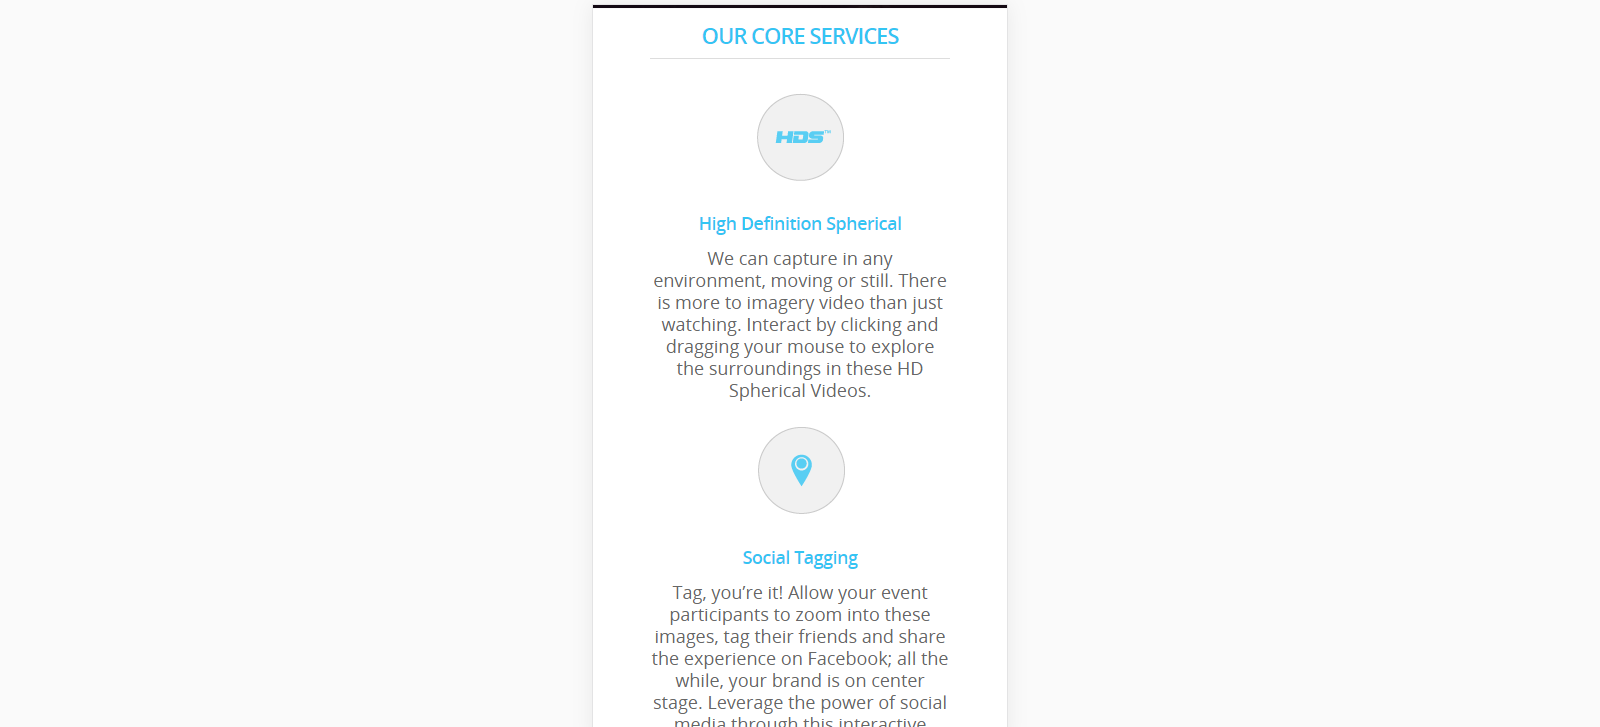 OUR CORE SERVICES
HDS™
High Definition Spherical
We can capture in any
environment, moving or still. There
is more to imagery video than just
watching. Interact by clicking and
dragging your mouse to explore
the surroundings in these HD
Spherical Videos.
Social Tagging
Tag, you’re it! Allow your event
participants to zoom into these
images, tag their friends and share
the experience on Facebook; all the
while, your brand is on center
stage. Leverage the power of social
media through this interactive